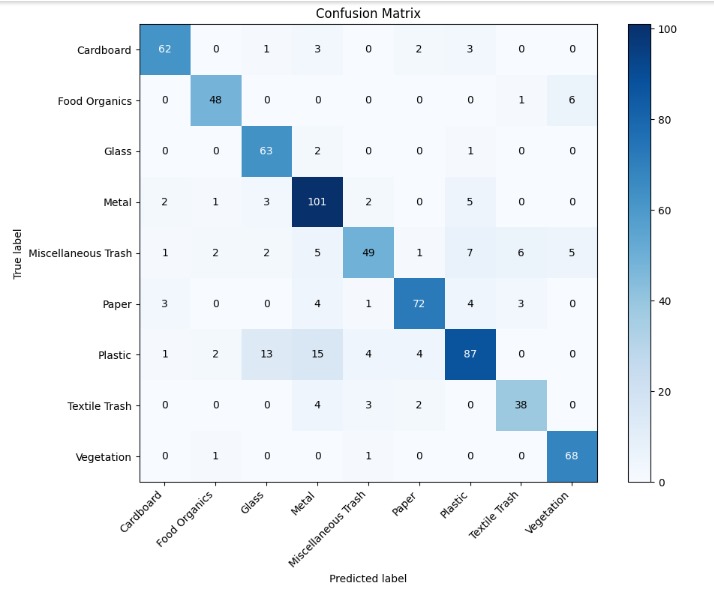 Confusion Matrix
Cardboard 62 0 1 3 0 2 3 0 0
Food Organics 0 48 0 0 0 0 0 1 6
Glass 0 0 63 2 0 0 1 0 0
Metal 2 1 3 101 2 0 5 0 0
Miscellaneous Trash 1 2 2 5 49 1 7 6 5
Paper 3 0 0 4 1 72 4 3 0
Plastic 1 2 13 15 4 4 87 0 0
Textile Trash 0 0 0 4 3 2 0 38 0
Vegetation 0 1 0 0 1 0 0 0 68
True label
Cardboard
Food Organics
Glass
Metal
Miscellaneous Trash
Paper
Plastic
Textile Trash
Vegetation
Predicted label
100
80
60
40
20
0